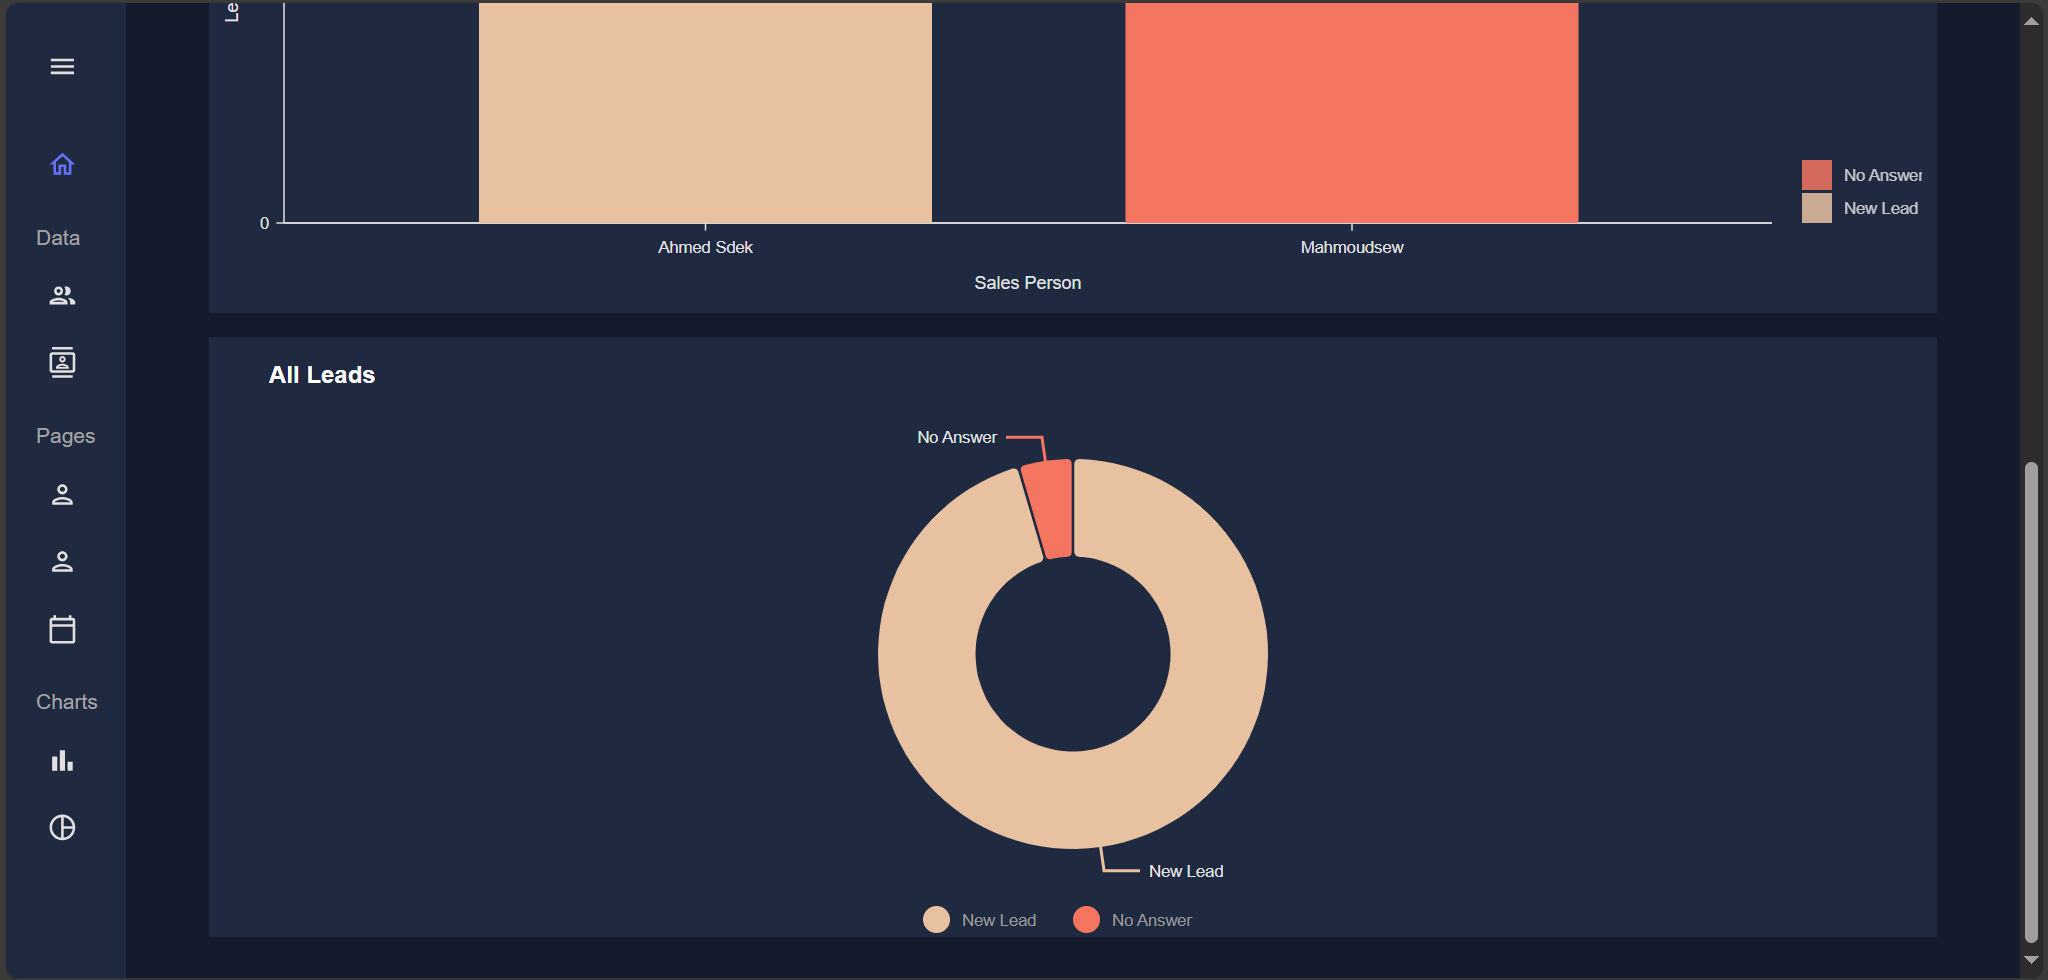 Data
Pages
Charts
0
Ahmed Sdek
Mahmoudsew
Sales Person
No Answer
New Lead
All Leads
No Answer
New Lead
New Lead
No Answer